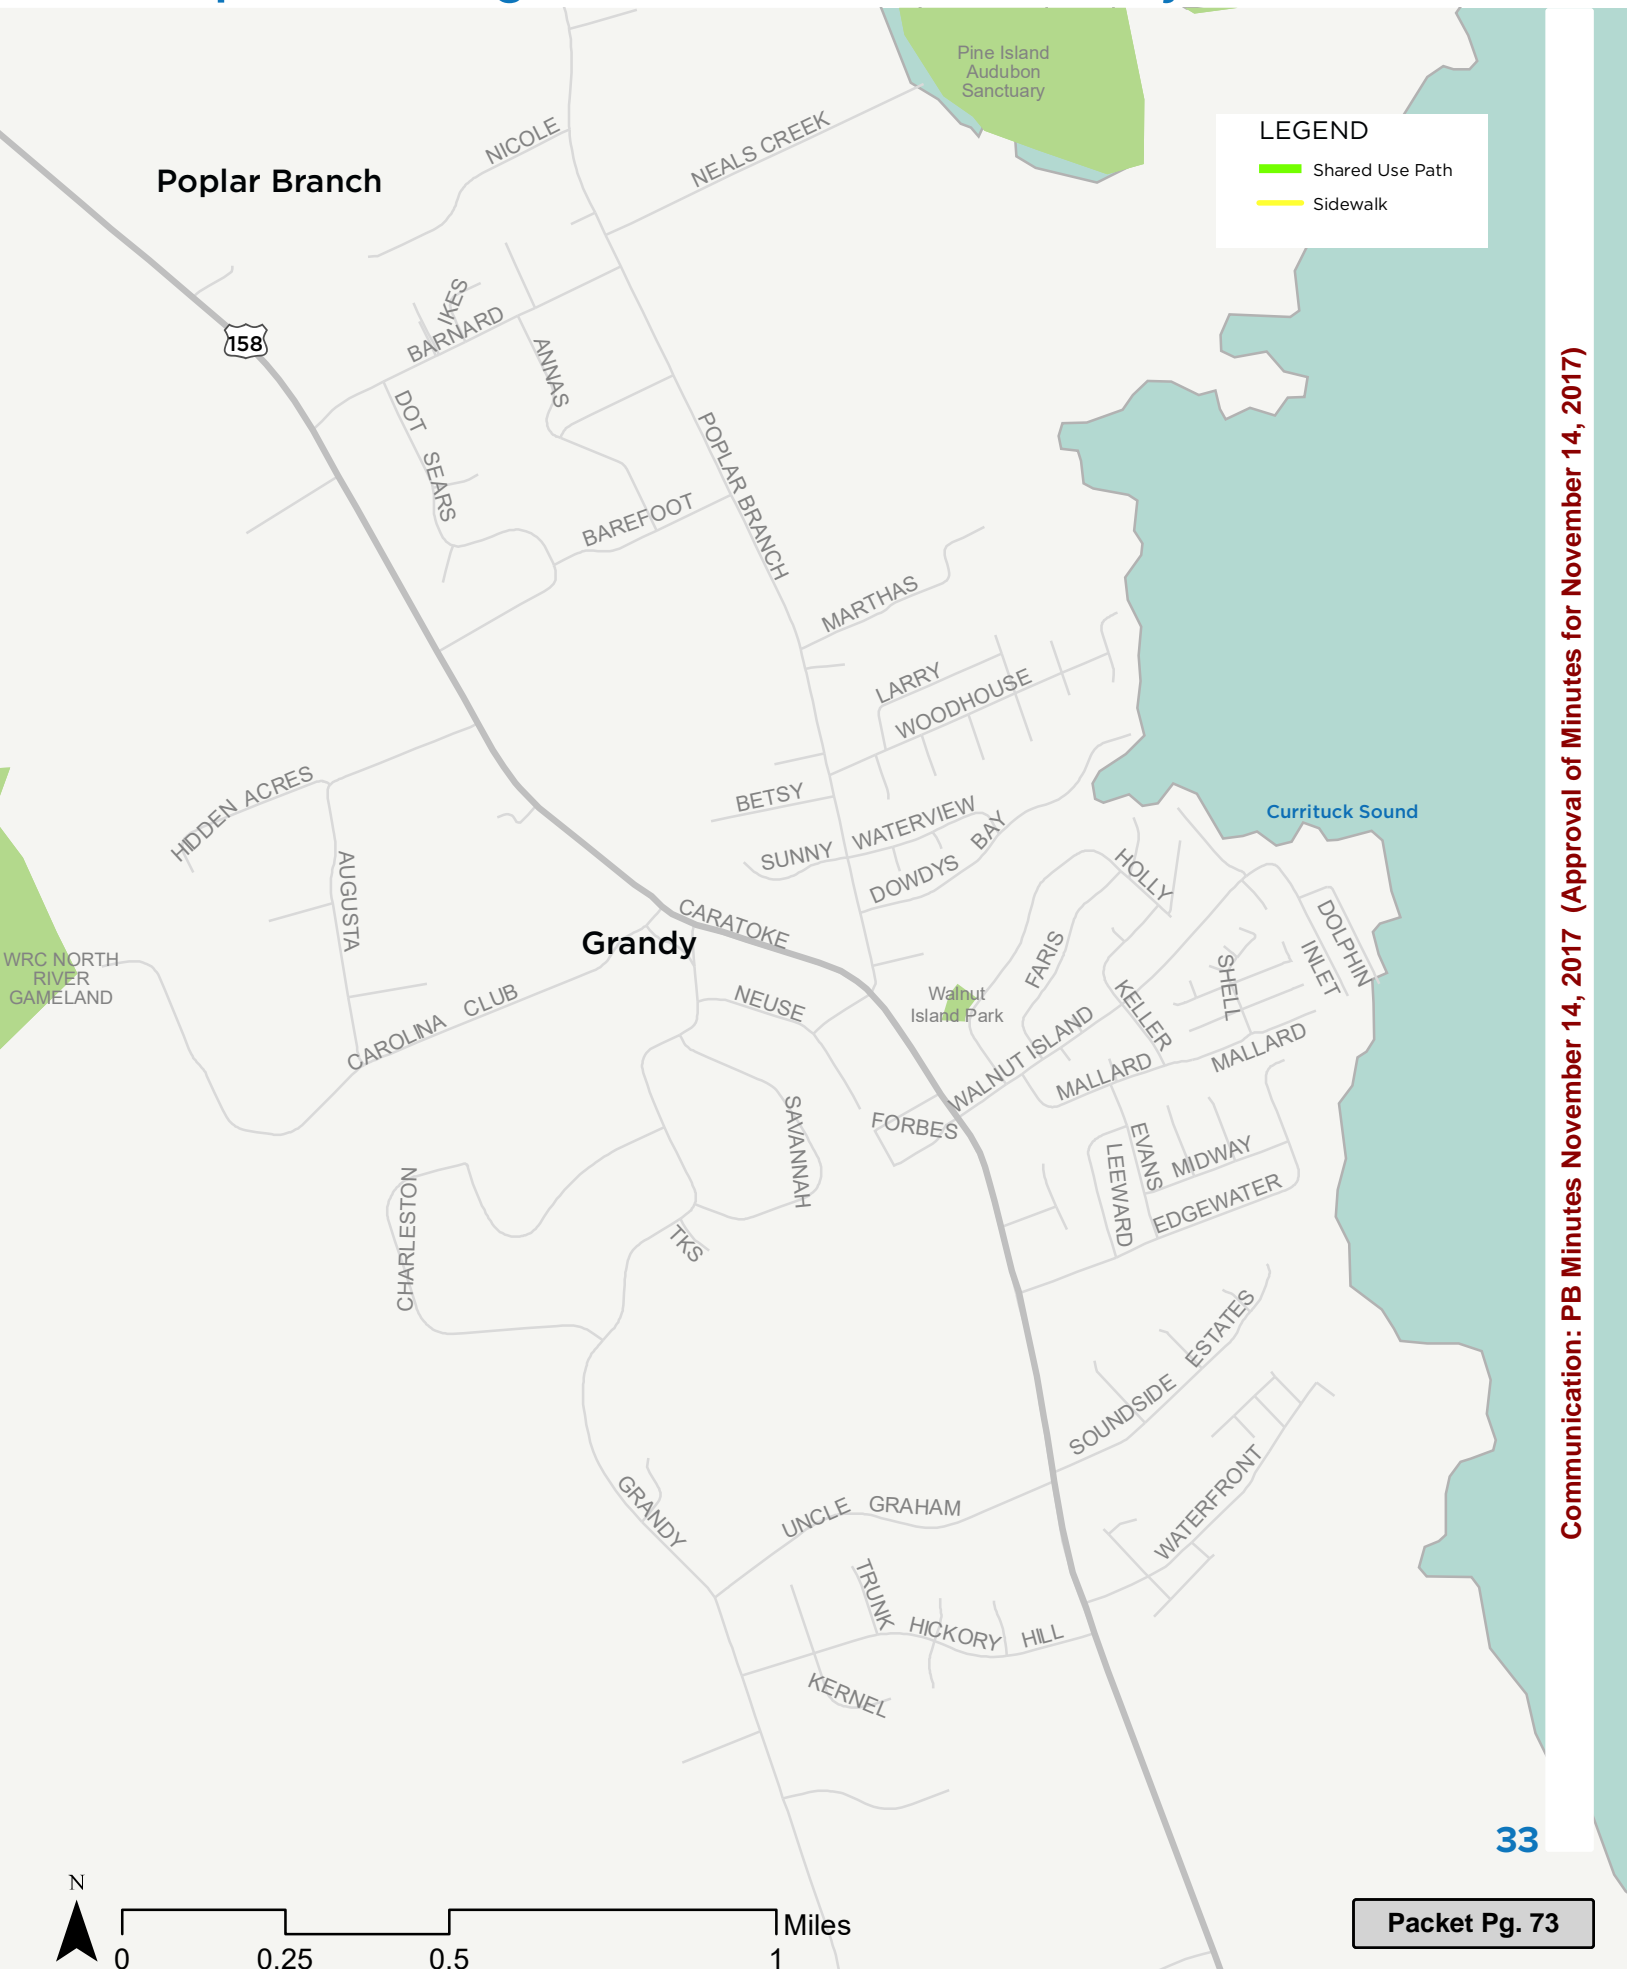 Pine Island
Audubon
Sanctuary
LEGEND
Shared Use Path
Sidewalk
NICOLE
NEALS CREEK
Poplar Branch
IKES
BARNARD
158
ANNAS
DOT SEARS
POPLAR BRANCH
BAREFOOT
MARTHAS
LARRY
WOODHOUSE
HIDDEN ACRES
BETSY
SUNNY
WATERVIEW
DOWDYS BAY
Currituck Sound
AUGUSTA
HOLLY
CARATOKE
Grandy
FARIS
DOLPHIN
INLET
SHELL
WRC NORTH
RIVER
GAMELAND
CAROLINA CLUB
NEUSE
Walnut
Island Park
KELLER
WALNUT ISLAND
MALLARD
MALLARD
SAVANNAH
FORBES
EVANS
LEEWARD
MIDWAY
EDGEWATER
CHARLESTON
TKS
SOUNDSIDE ESTATES
GRANDY
UNCLE GRAHAM
WATERFRONT
TRUNK
HICKORY HILL
KERNEL
Communication: PB Minutes November 14, 2017 (Approval of Minutes for November 14, 2017)
33
N
Miles
0 0.25 0.5 1
Packet Pg. 73